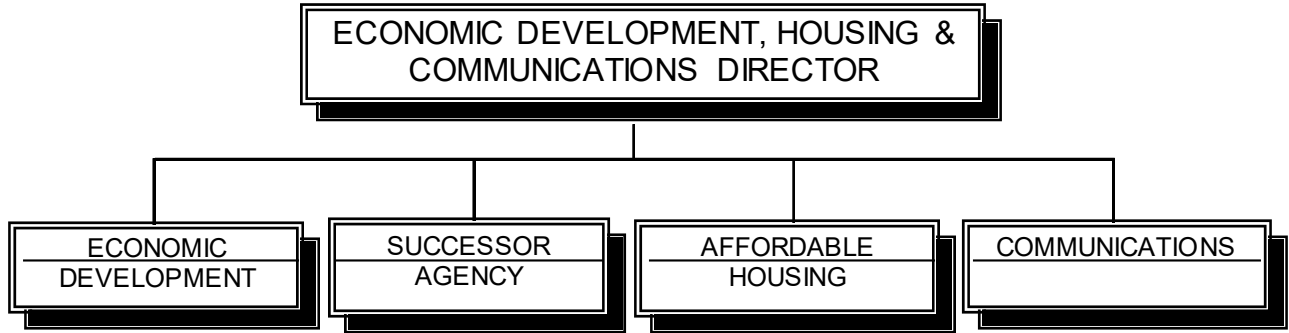 ECONOMIC DEVELOPMENT, HOUSING &
COMMUNICATIONS DIRECTOR
ECONOMIC
DEVELOPMENT
SUCCESSOR
AGENCY
AFFORDABLE
HOUSING
COMMUNICATIONS